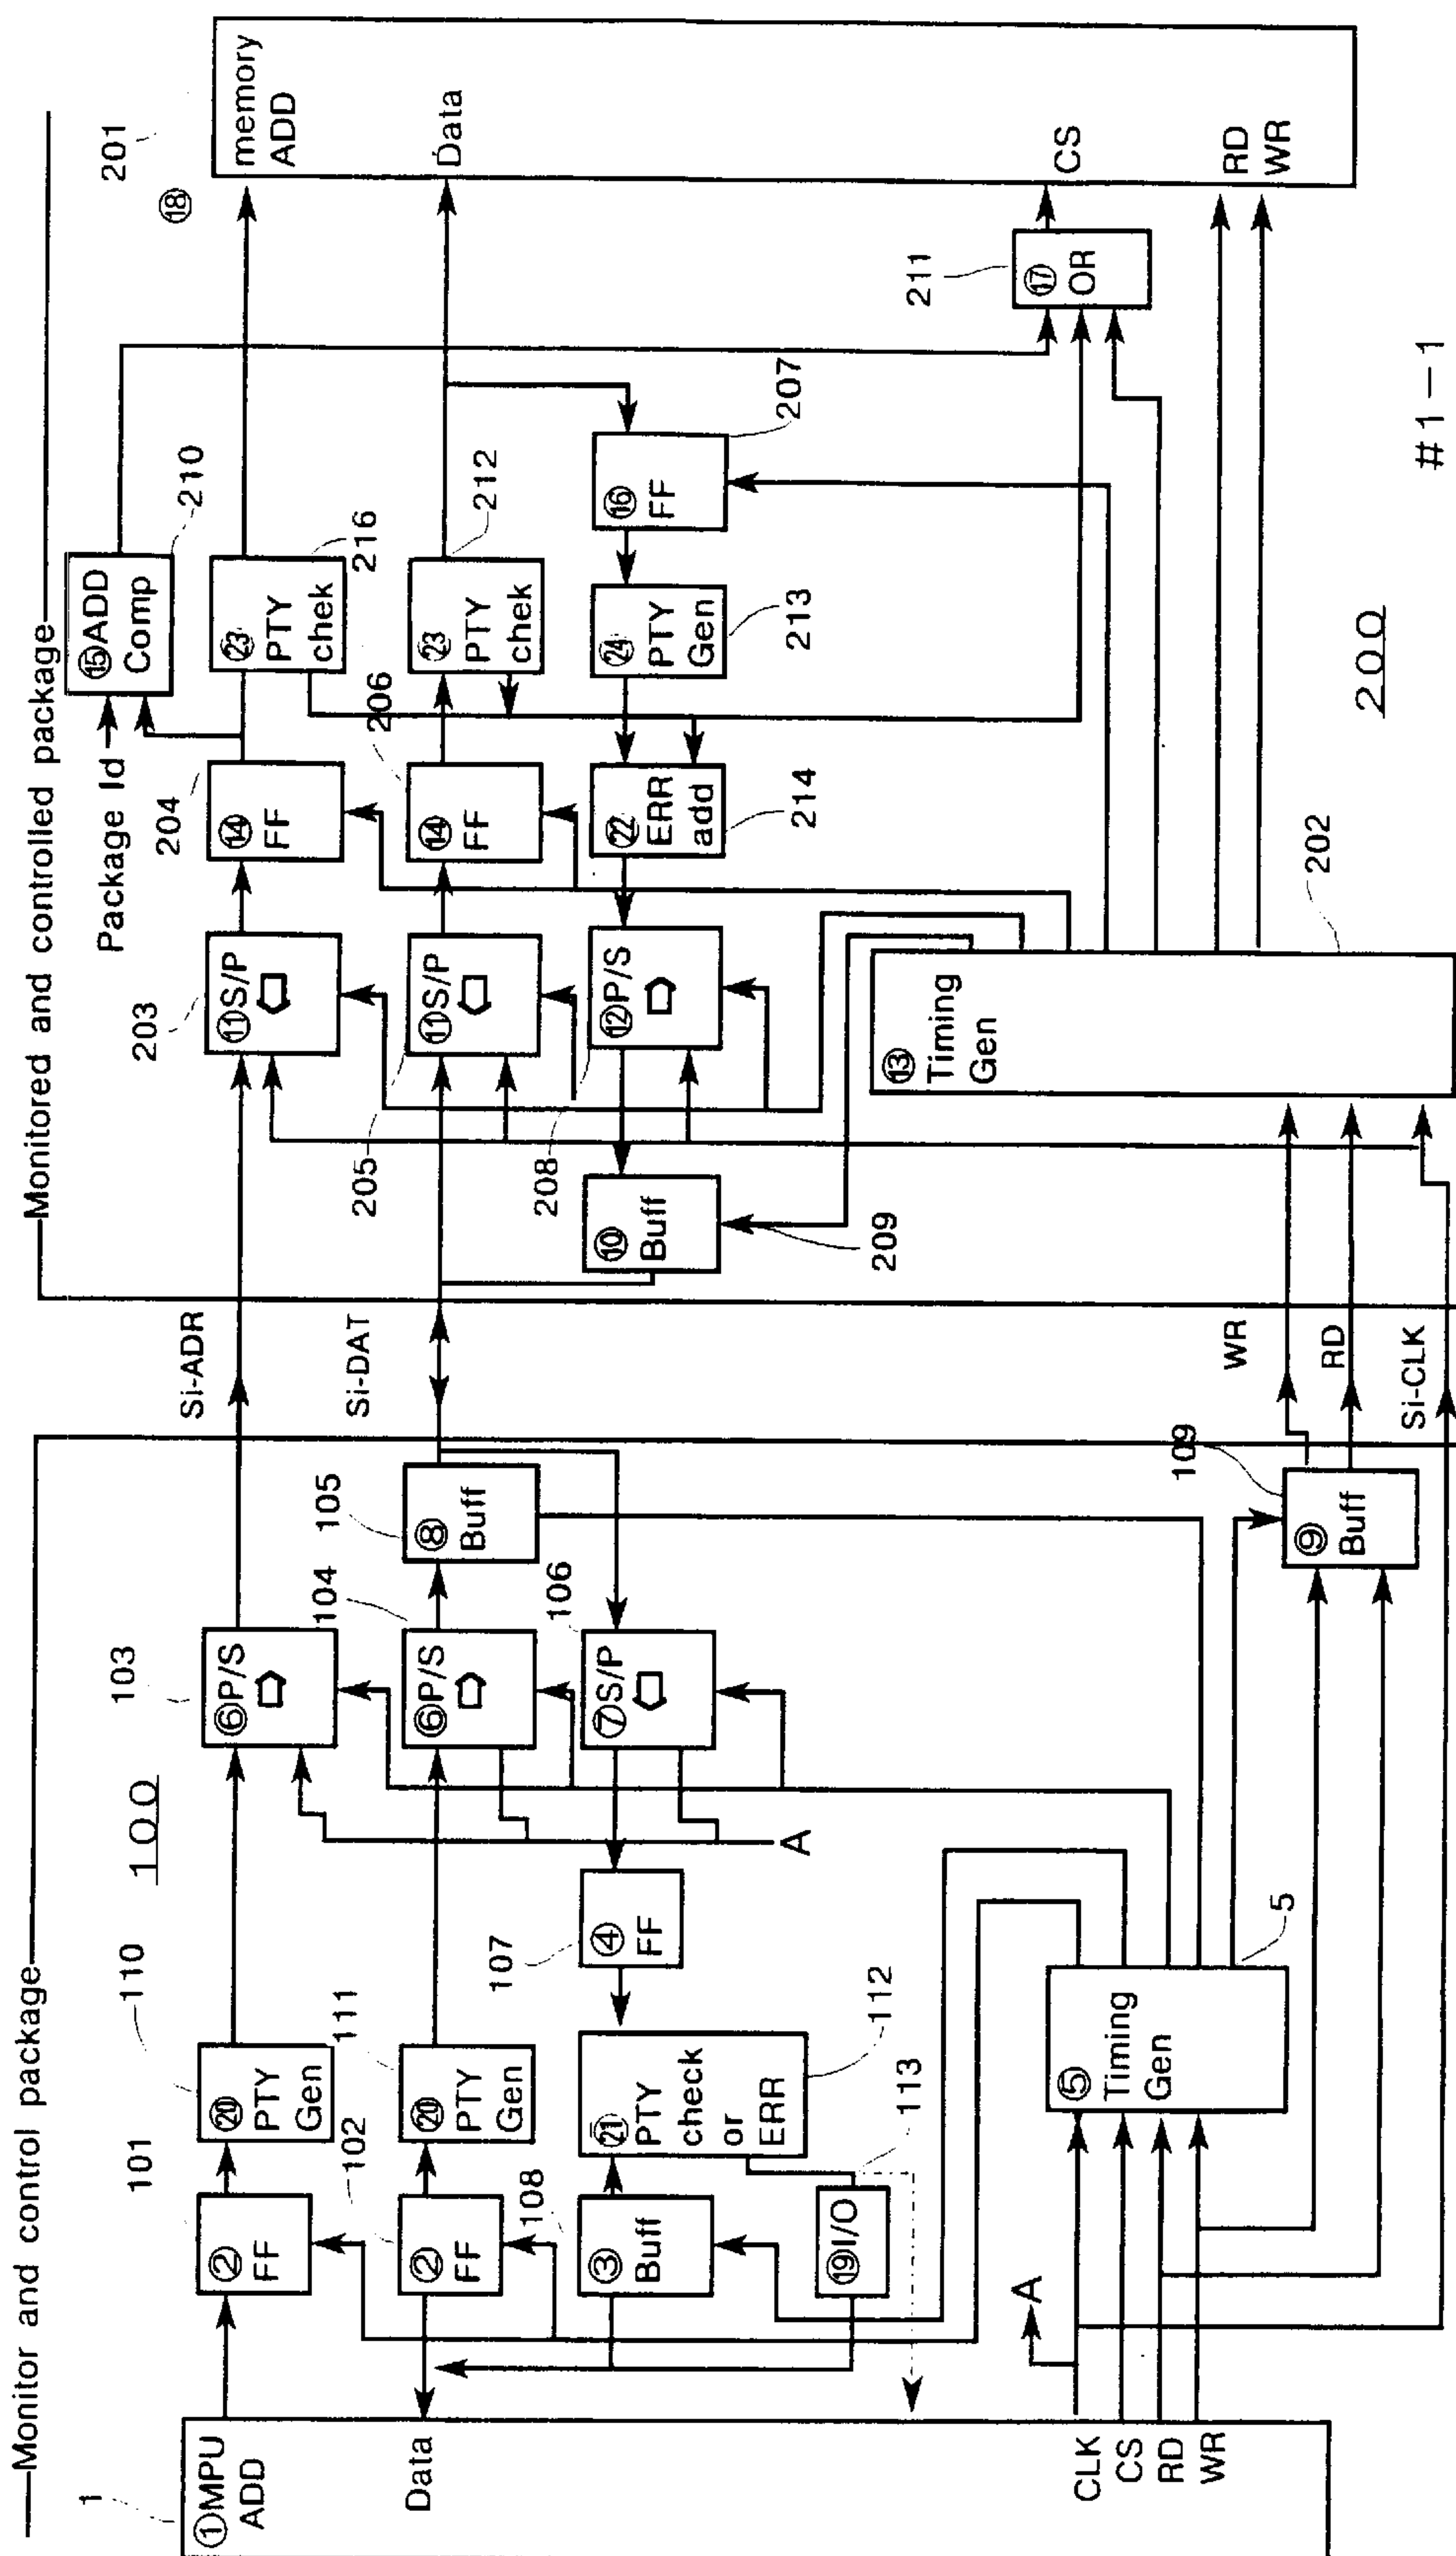 Monitor and control package
Monitored and controlled package
100
200
#1-1
1
①MPU
ADD
Data
CLK
CS
RD
WR
A
101
②
FF
102
②
FF
108
③
Buff
⑲I/O
113
110
⑳
PTY
Gen
111
⑳
PTY
Gen
㉑
PTY
check
or
ERR
112
107
④
FF
⑤
Timing
Gen
5
A
103
⑥P/S
104
⑥P/S
106
⑦S/P
105
⑧
Buff
109
⑨
Buff
Si-ADR
Si-DAT
WR
RD
Si-CLK
⑩
Buff
209
203
⑪S/P
205
⑪S/P
208
⑫P/S
⑬
Timing
Gen
202
Package Id
204
⑭
FF
206
⑭
FF
㉒
ERR
add
214
⑮ADD
Comp
210
㉓
PTY
chek
216
㉓
PTY
chek
212
㉔
PTY
Gen
213
⑯
FF
207
211
⑰
OR
201
⑱
memory
ADD
Data
CS
RD
WR